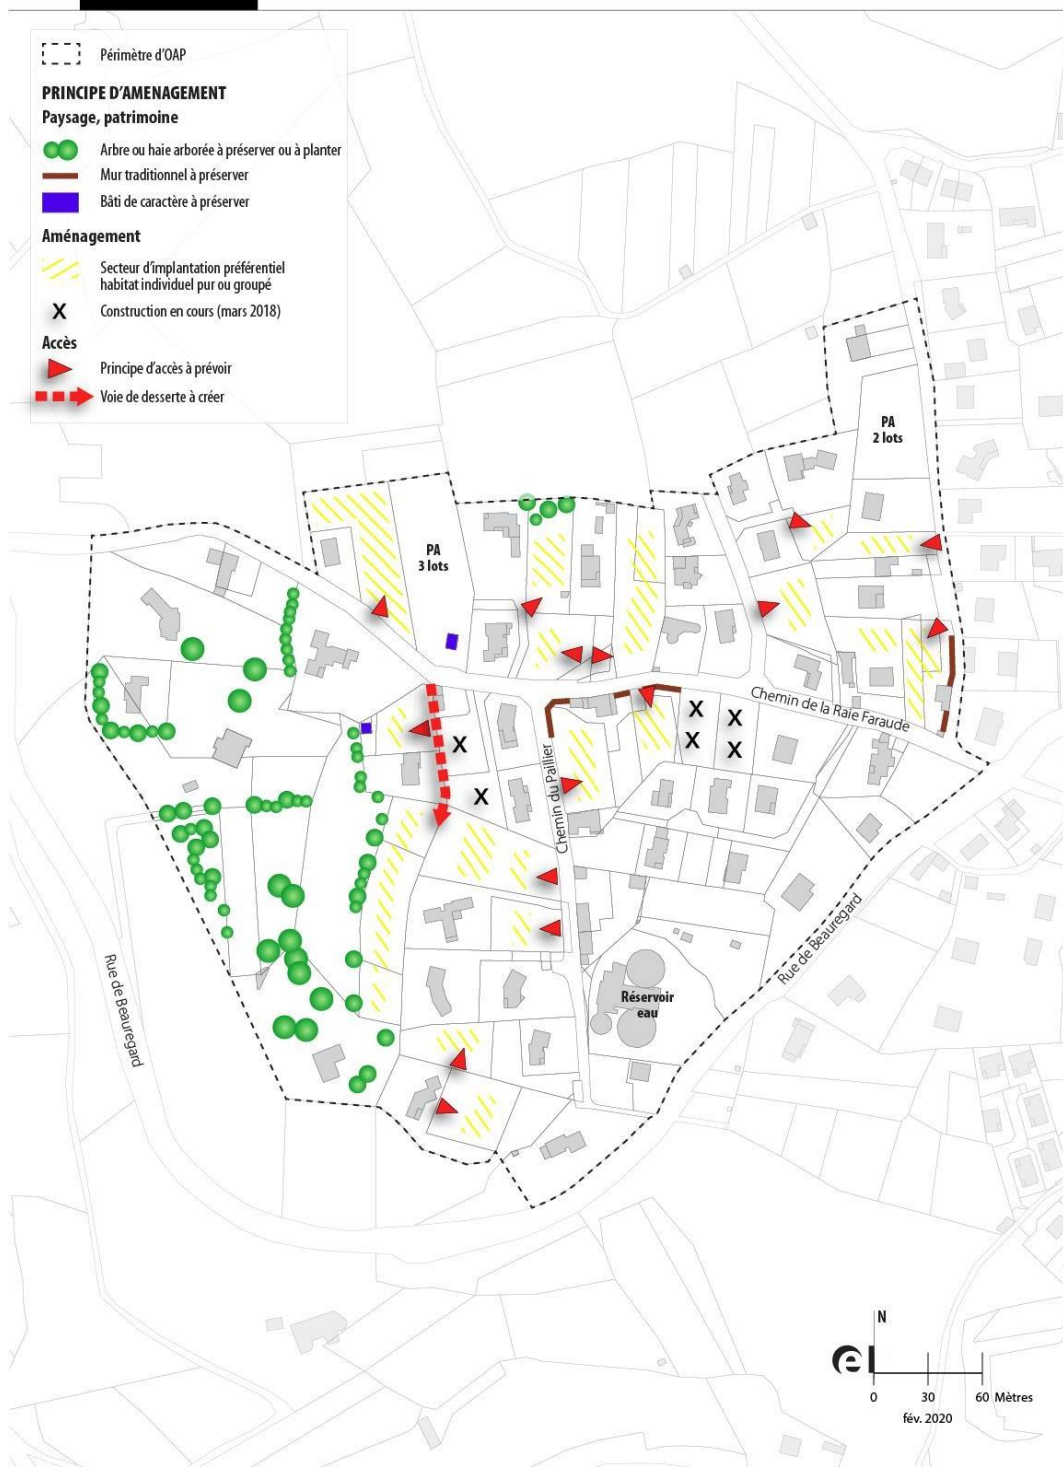 Périmètre d'OAP
PRINCIPE D'AMENAGEMENT
Paysage, patrimoine
Arbre ou haie arborée à préserver ou à planter
Mur traditionnel à préserver
Bâti de caractère à préserver
Aménagement
Secteur d'implantation préférentiel
habitat individuel pur ou groupé
X Construction en cours (mars 2018)
Accès
Principe d'accès à prévoir
Voie de desserte à créer
PA
2 lots
PA
3 lots
Chemin de la Raie Faraude
X
X
X
X
X
X
Chemin du Paillier
Rue de Beauregard
Rue de Beauregard
Réservoir
eau
N
e
0 30 60 Mètres
fév. 2020